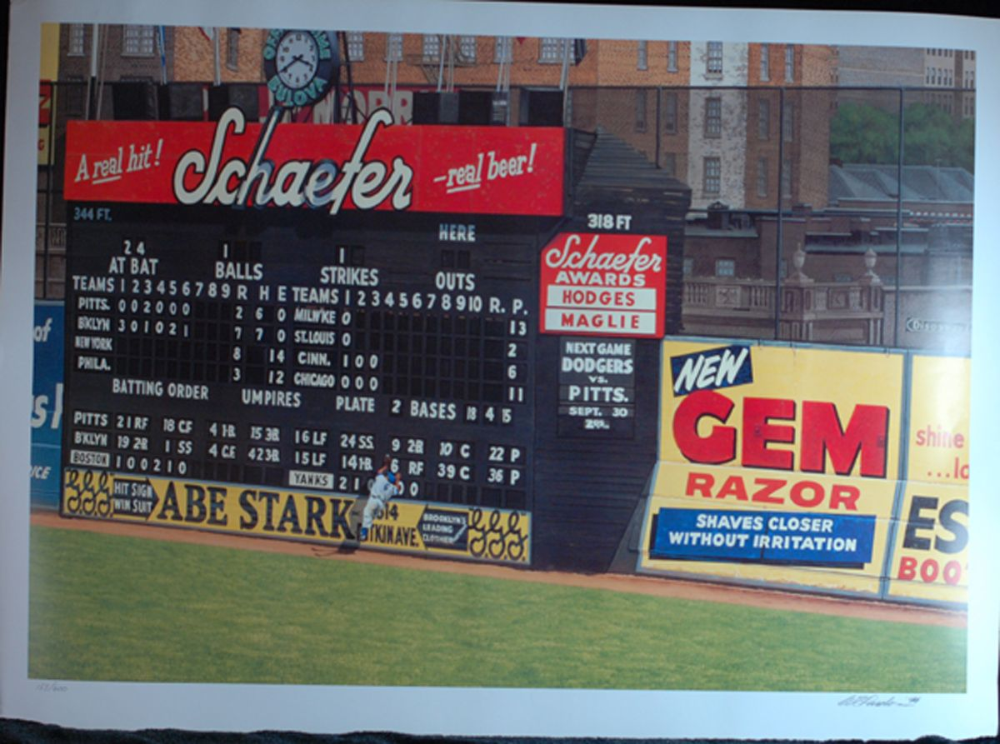 BULOVA
A real hit!
Schaefer
-real beer!
344 FT.
HERE
318 FT
2 4
1
1
AT BAT
BALLS
STRIKES
OUTS
TEAMS 1 2 3 4 5 6 7 8 9 R H E TEAMS 1 2 3 4 5 6 7 8 9 10 R. P.
PITTS. 0 0 2 0 0 0 2 6 0 MILW'KE 0 13
B'KLYN 3 0 1 0 2 1 7 7 0 ST.LOUIS 0 2
NEW YORK 8 14 CINN. 1 0 0 6
PHILA. 3 12 CHICAGO 0 0 0 11
BATTING ORDER UMPIRES PLATE 2 BASES 18 4 15
PITTS 21 RF 18 CF 4 1B 15 3B 16 LF 24 SS. 9 2B 10 C 22 P
B'KLYN 19 2B 1 SS 4 CF 42 3B 15 LF 14 1B 6 RF 39 C 36 P
BOSTON 1 0 0 2 1 0 YANKS 2 1 0 0
HIT SIGN
WIN SUIT
ABE STARK
BROOKLYN'S
LEADING
CLOTHIER
Schaefer
AWARDS
HODGES
MAGLIE
NEXT GAME
DODGERS
VS.
PITTS.
SEPT. 30
NEW
GEM
RAZOR
SHAVES CLOSER
WITHOUT IRRITATION
shine
...lo
ES
BOO
of